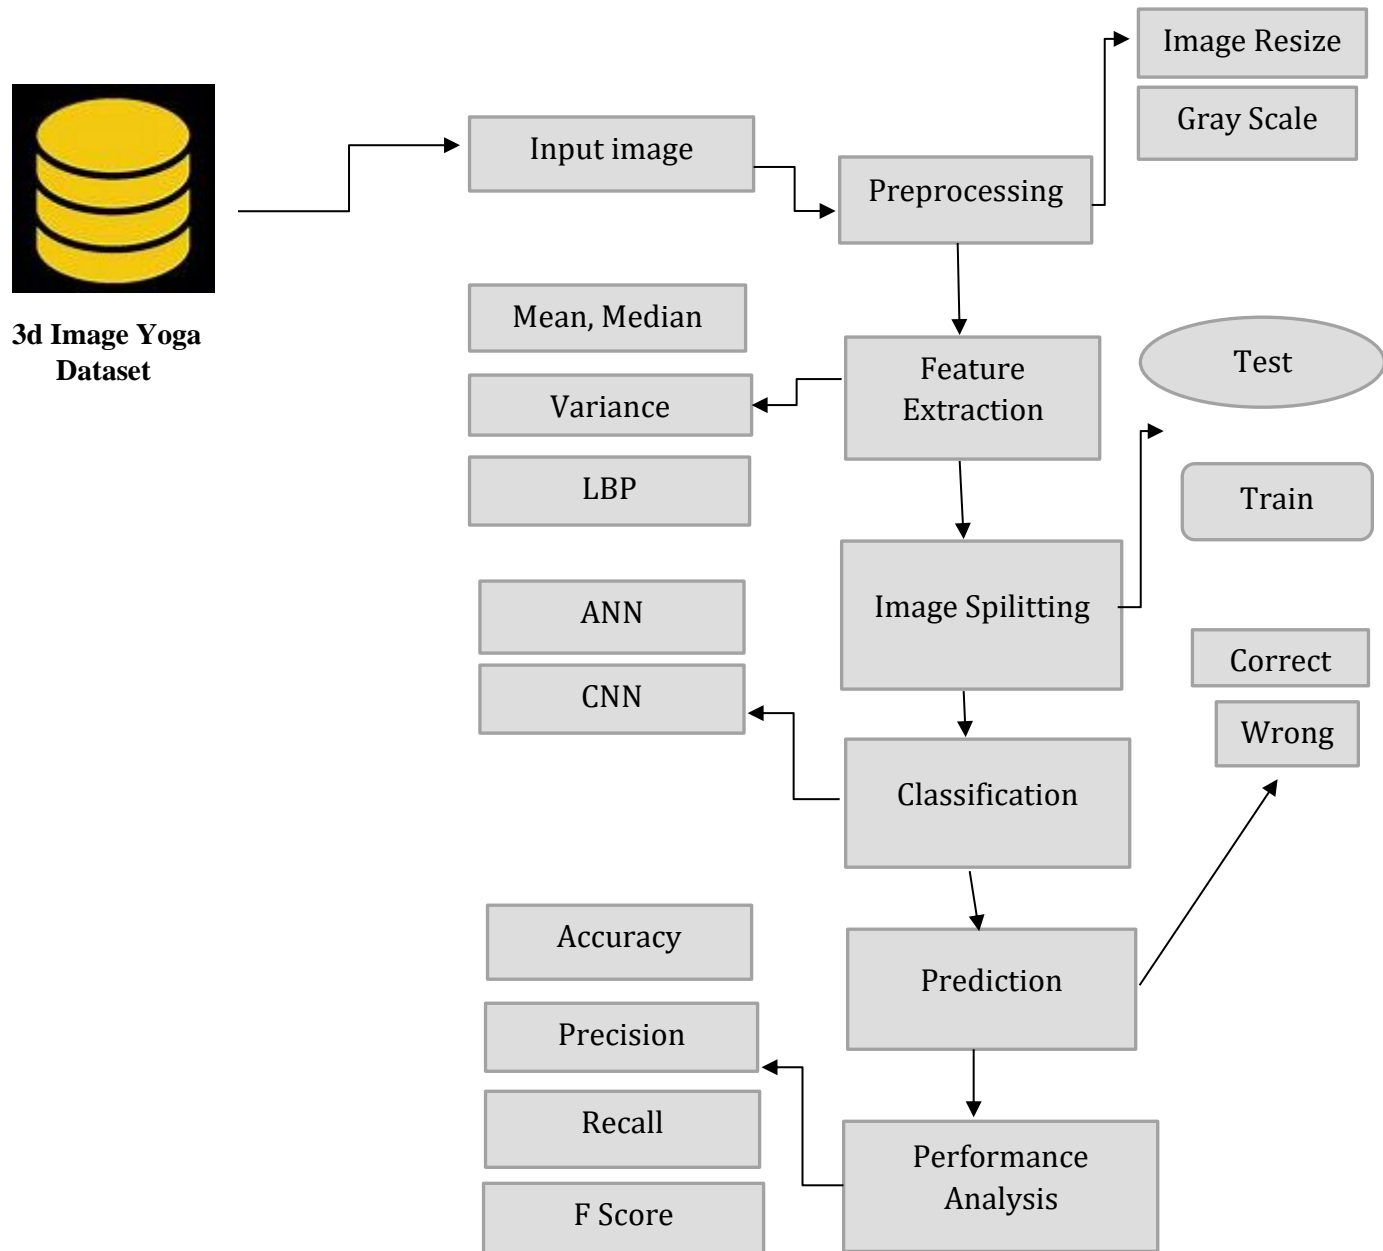 Image Resize
Gray Scale
Input image
Preprocessing
3d Image Yoga
Dataset
Mean, Median
Variance
LBP
Feature
Extraction
Test
Train
Image Spilitting
ANN
CNN
Correct
Wrong
Classification
Accuracy
Precision
Recall
F Score
Prediction
Performance
Analysis